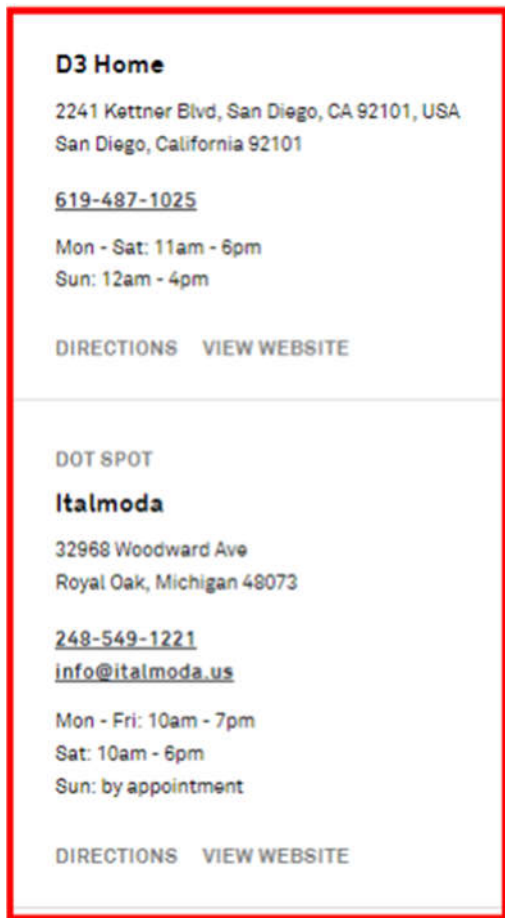 D3 Home
2241 Kettner Blvd, San Diego, CA 92101, USA
San Diego, California 92101
619-487-1025
Mon - Sat: 11am - 6pm
Sun: 12am - 4pm
DIRECTIONS VIEW WEBSITE
DOT SPOT
Italmoda
32968 Woodward Ave
Royal Oak, Michigan 48073
248-549-1221
info@italmoda.us
Mon - Fri: 10am - 7pm
Sat: 10am - 6pm
Sun: by appointment
DIRECTIONS VIEW WEBSITE